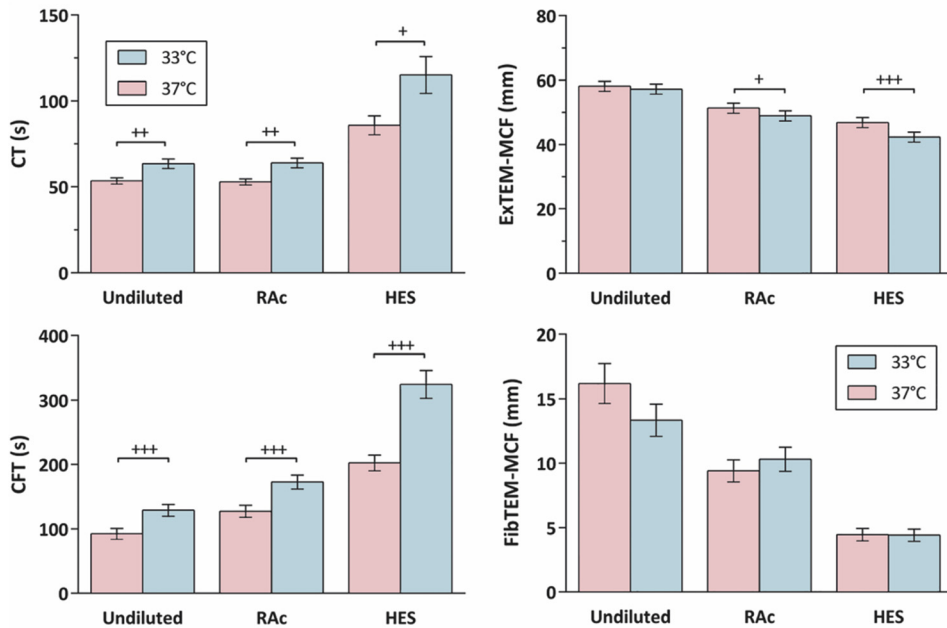 CT (s)
150
100
50
0
33°C
37°C
++
++
+
Undiluted RAc HES
ExTEM-MCF (mm)
80
60
40
20
0
+
+++
Undiluted RAc HES
CFT (s)
400
300
200
100
0
+++
+++
+++
Undiluted RAc HES
FibTEM-MCF (mm)
20
15
10
5
0
33°C
37°C
Undiluted RAc HES